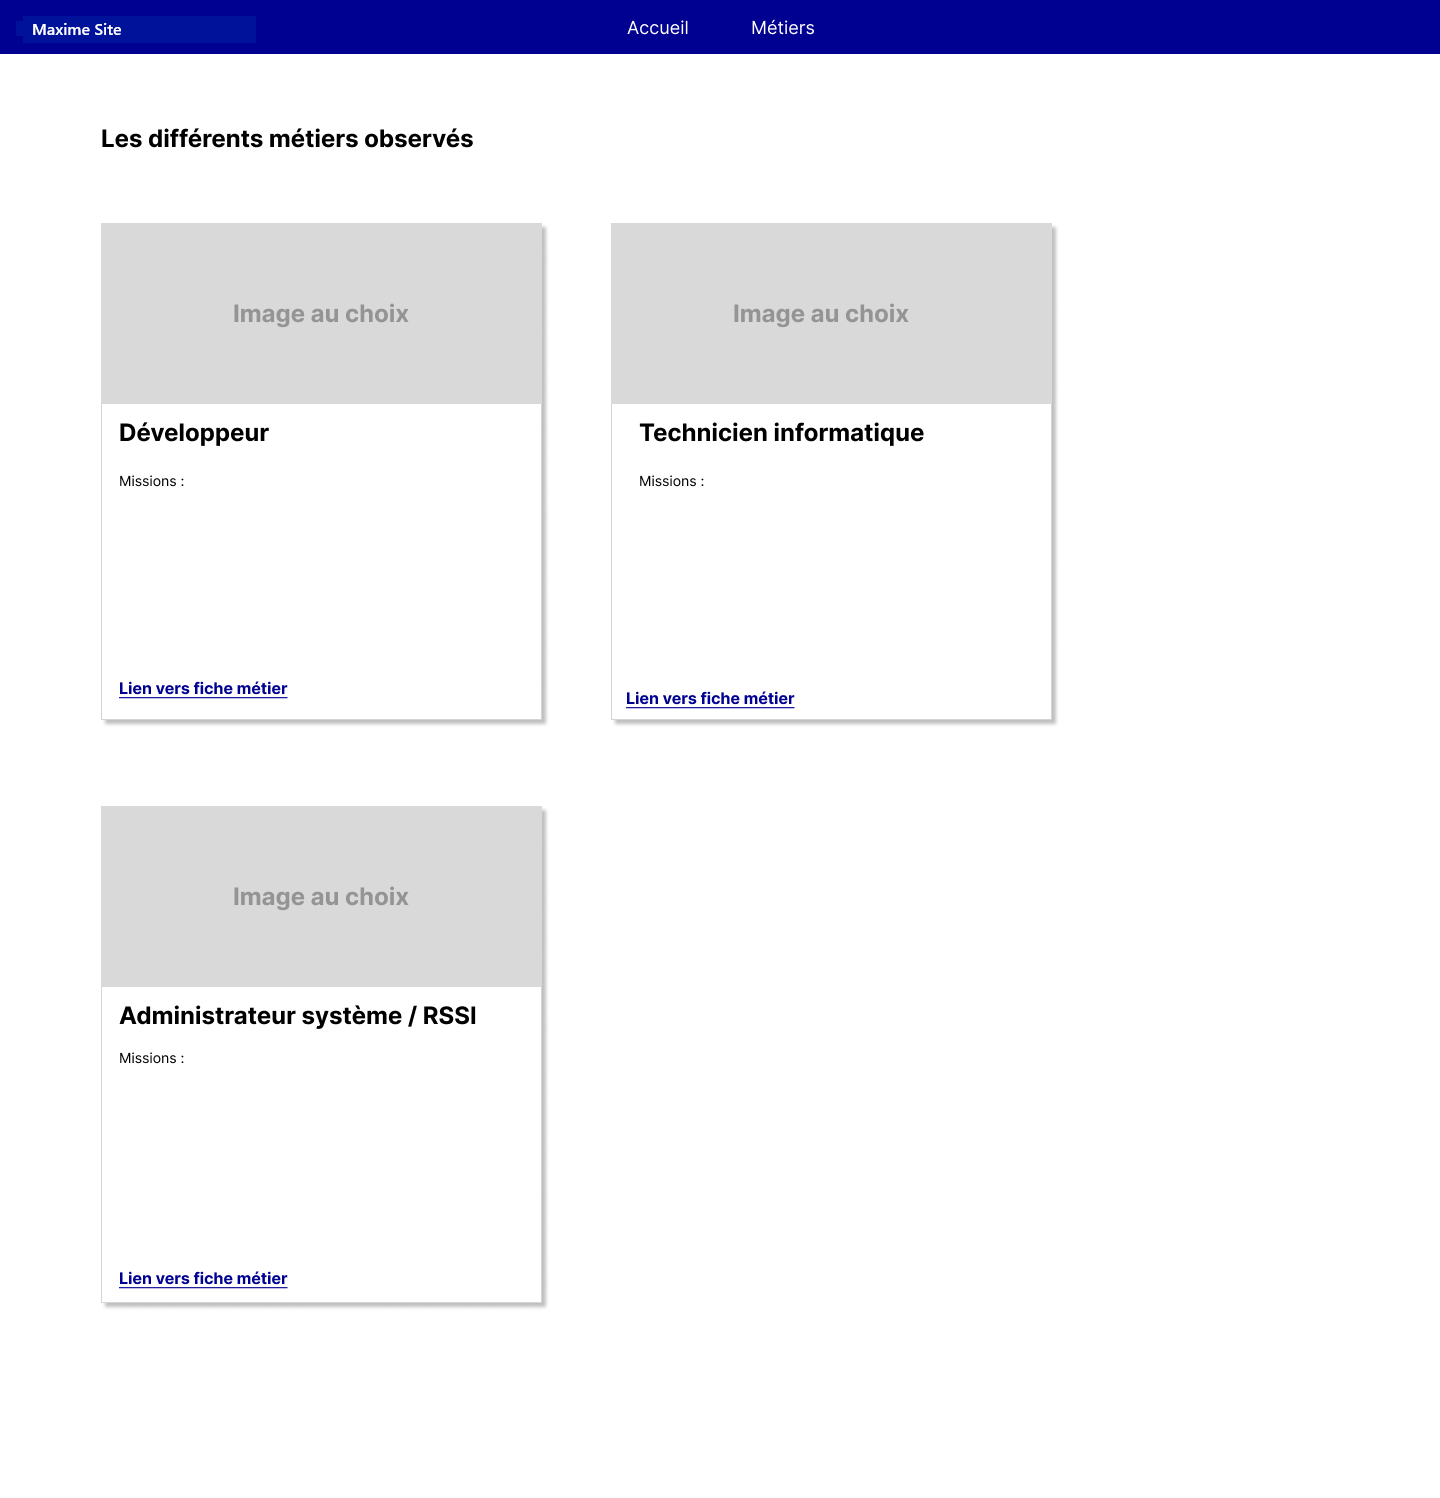 Maxime Site
Accueil
Métiers
Les différents métiers observés
Image au choix
Développeur
Missions :
Lien vers fiche métier
Image au choix
Technicien informatique
Missions :
Lien vers fiche métier
Image au choix
Administrateur système / RSSI
Missions :
Lien vers fiche métier